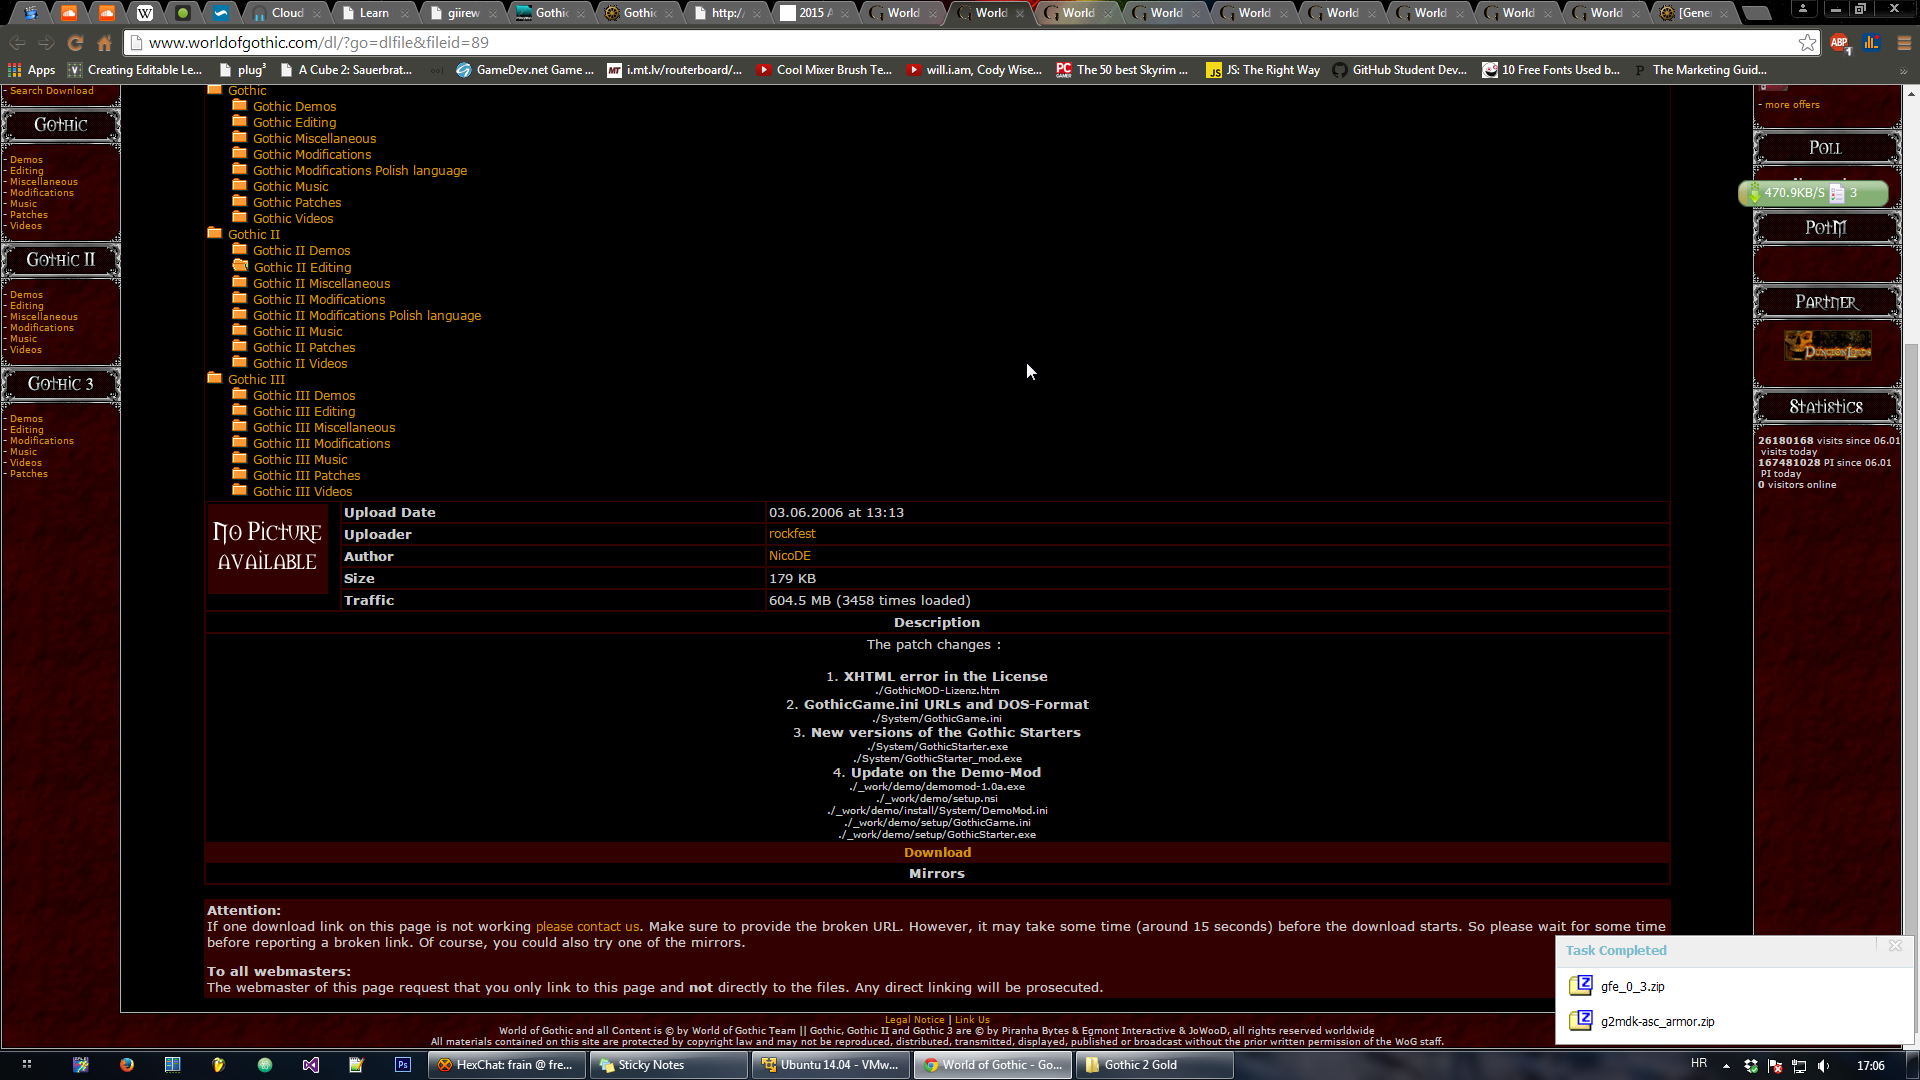 Cloud
Learn
giirew
Gothic
Gothic
http:/
2015 A
World
World
World
World
World
World
World
World
World
[Gene
www.worldofgothic.com/dl/?go=dlfile&fileid=89
ABP
1
Apps
Creating Editable Le...
plug³
A Cube 2: Sauerbrat...
GameDev.net Game ...
i.mt.lv/routerboard/...
Cool Mixer Brush Te...
will.i.am, Cody Wise...
The 50 best Skyrim ...
JS: The Right Way
GitHub Student Dev...
10 Free Fonts Used b...
The Marketing Guid...
- Search Download
Gothic
- Demos
- Editing
- Miscellaneous
- Modifications
- Music
- Patches
- Videos
Gothic II
- Demos
- Editing
- Miscellaneous
- Modifications
- Music
- Videos
Gothic 3
- Demos
- Editing
- Modifications
- Music
- Videos
- Patches
Gothic
Gothic Demos
Gothic Editing
Gothic Miscellaneous
Gothic Modifications
Gothic Modifications Polish language
Gothic Music
Gothic Patches
Gothic Videos
Gothic II
Gothic II Demos
Gothic II Editing
Gothic II Miscellaneous
Gothic II Modifications
Gothic II Modifications Polish language
Gothic II Music
Gothic II Patches
Gothic II Videos
Gothic III
Gothic III Demos
Gothic III Editing
Gothic III Miscellaneous
Gothic III Modifications
Gothic III Music
Gothic III Patches
Gothic III Videos
No Picture
available
Upload Date 03.06.2006 at 13:13
Uploader rockfest
Author NicoDE
Size 179 KB
Traffic 604.5 MB (3458 times loaded)
Description
The patch changes :
1. XHTML error in the License
./GothicMOD-Lizenz.htm
2. GothicGame.ini URLs and DOS-Format
./System/GothicGame.ini
3. New versions of the Gothic Starters
./System/GothicStarter.exe
./System/GothicStarter_mod.exe
4. Update on the Demo-Mod
./_work/demo/demomod-1.0a.exe
./_work/demo/setup.nsi
./_work/demo/install/System/DemoMod.ini
./_work/demo/setup/GothicGame.ini
./_work/demo/setup/GothicStarter.exe
Download
Mirrors
Attention:
If one download link on this page is not working please contact us. Make sure to provide the broken URL. However, it may take some time (around 15 seconds) before the download starts. So please wait for some time
before reporting a broken link. Of course, you could also try one of the mirrors.
To all webmasters:
The webmaster of this page request that you only link to this page and not directly to the files. Any direct linking will be prosecuted.
Legal Notice | Link Us
World of Gothic and all Content is © by World of Gothic Team || Gothic, Gothic II and Gothic 3 are © by Piranha Bytes & Egmont Interactive & JoWooD, all rights reserved worldwide
All materials contained on this site are protected by copyright law and may not be reproduced, distributed, transmitted, displayed, published or broadcast without the prior written permission of the WoG staff.
- more offers
Poll
470.9KB/S 3
PotM
Partner
DungeonLords
Statistics
26180168 visits since 06.01
visits today
167481028 PI since 06.01
PI today
0 visitors online
Task Completed
gfe_0_3.zip
g2mdk-asc_armor.zip
HexChat: frain @ fre...
Sticky Notes
Ubuntu 14.04 - VMw...
World of Gothic - Go...
Gothic 2 Gold
HR
17:06